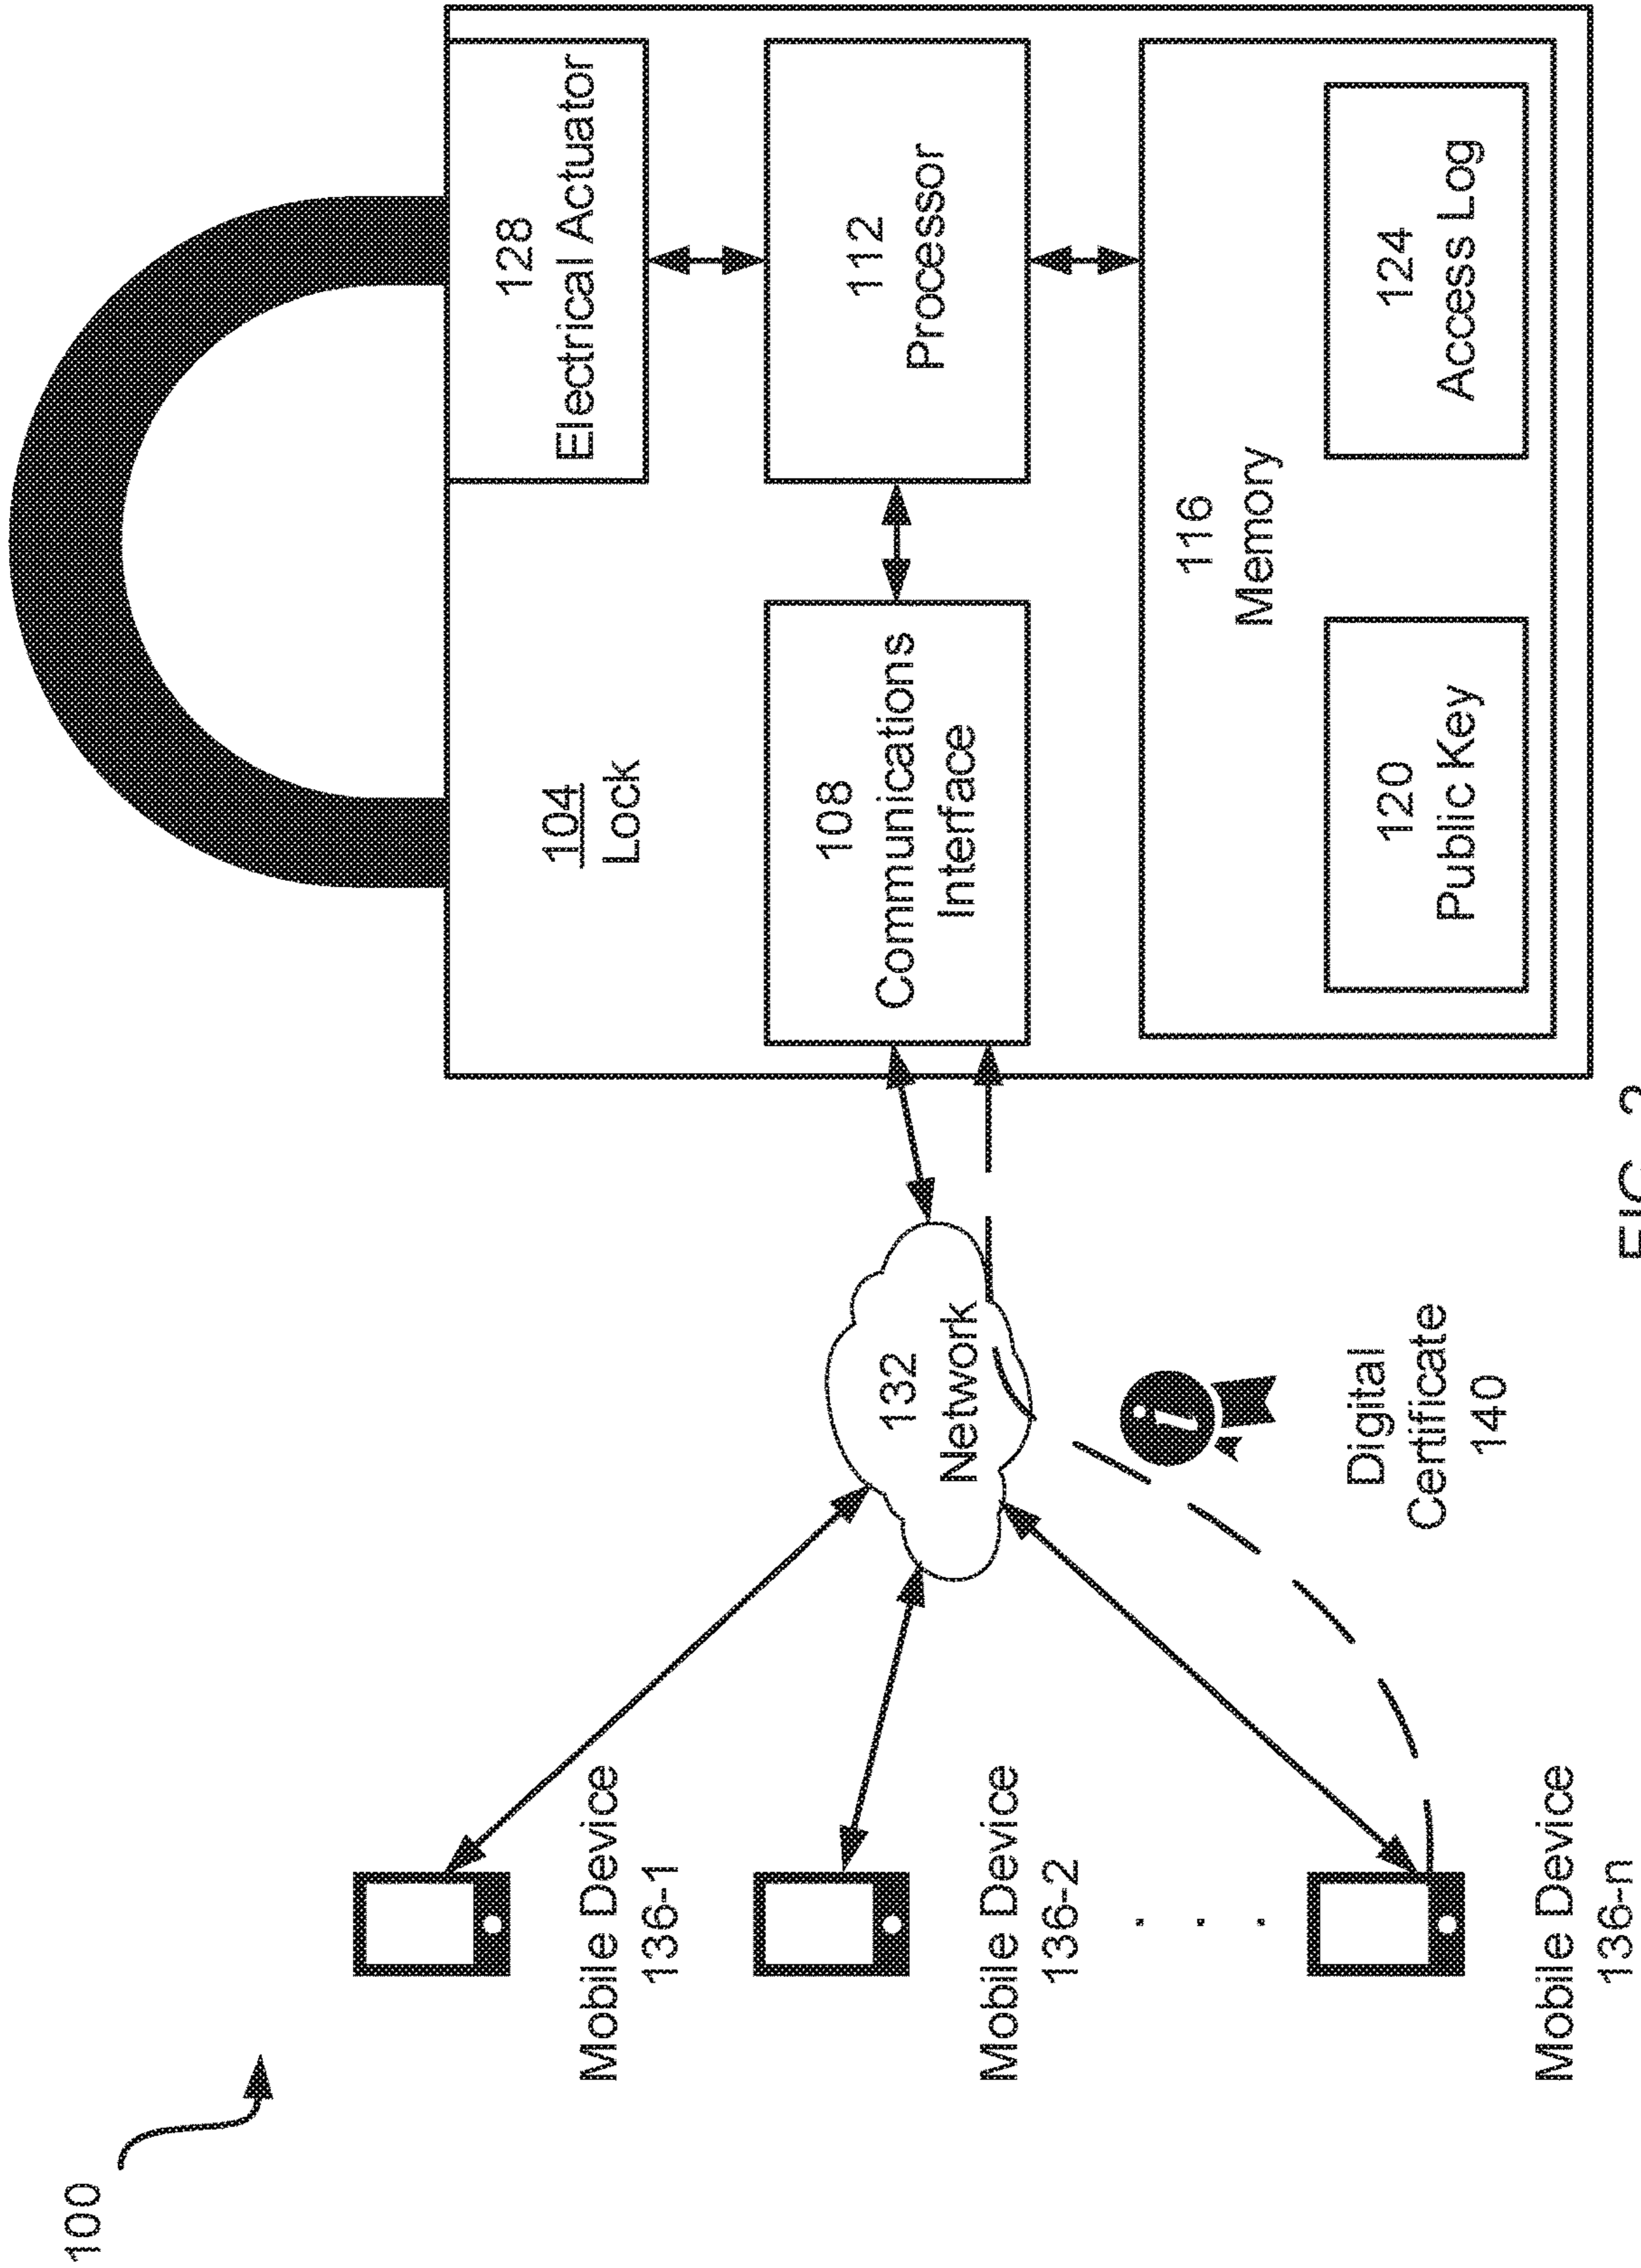 100
Mobile Device
136-1
Mobile Device
136-2
. . .
Mobile Device
136-n
132
Network
Digital
Certificate
140
104
Lock
128
Electrical Actuator
108
Communications
Interface
112
Processor
116
Memory
120
Public Key
124
Access Log